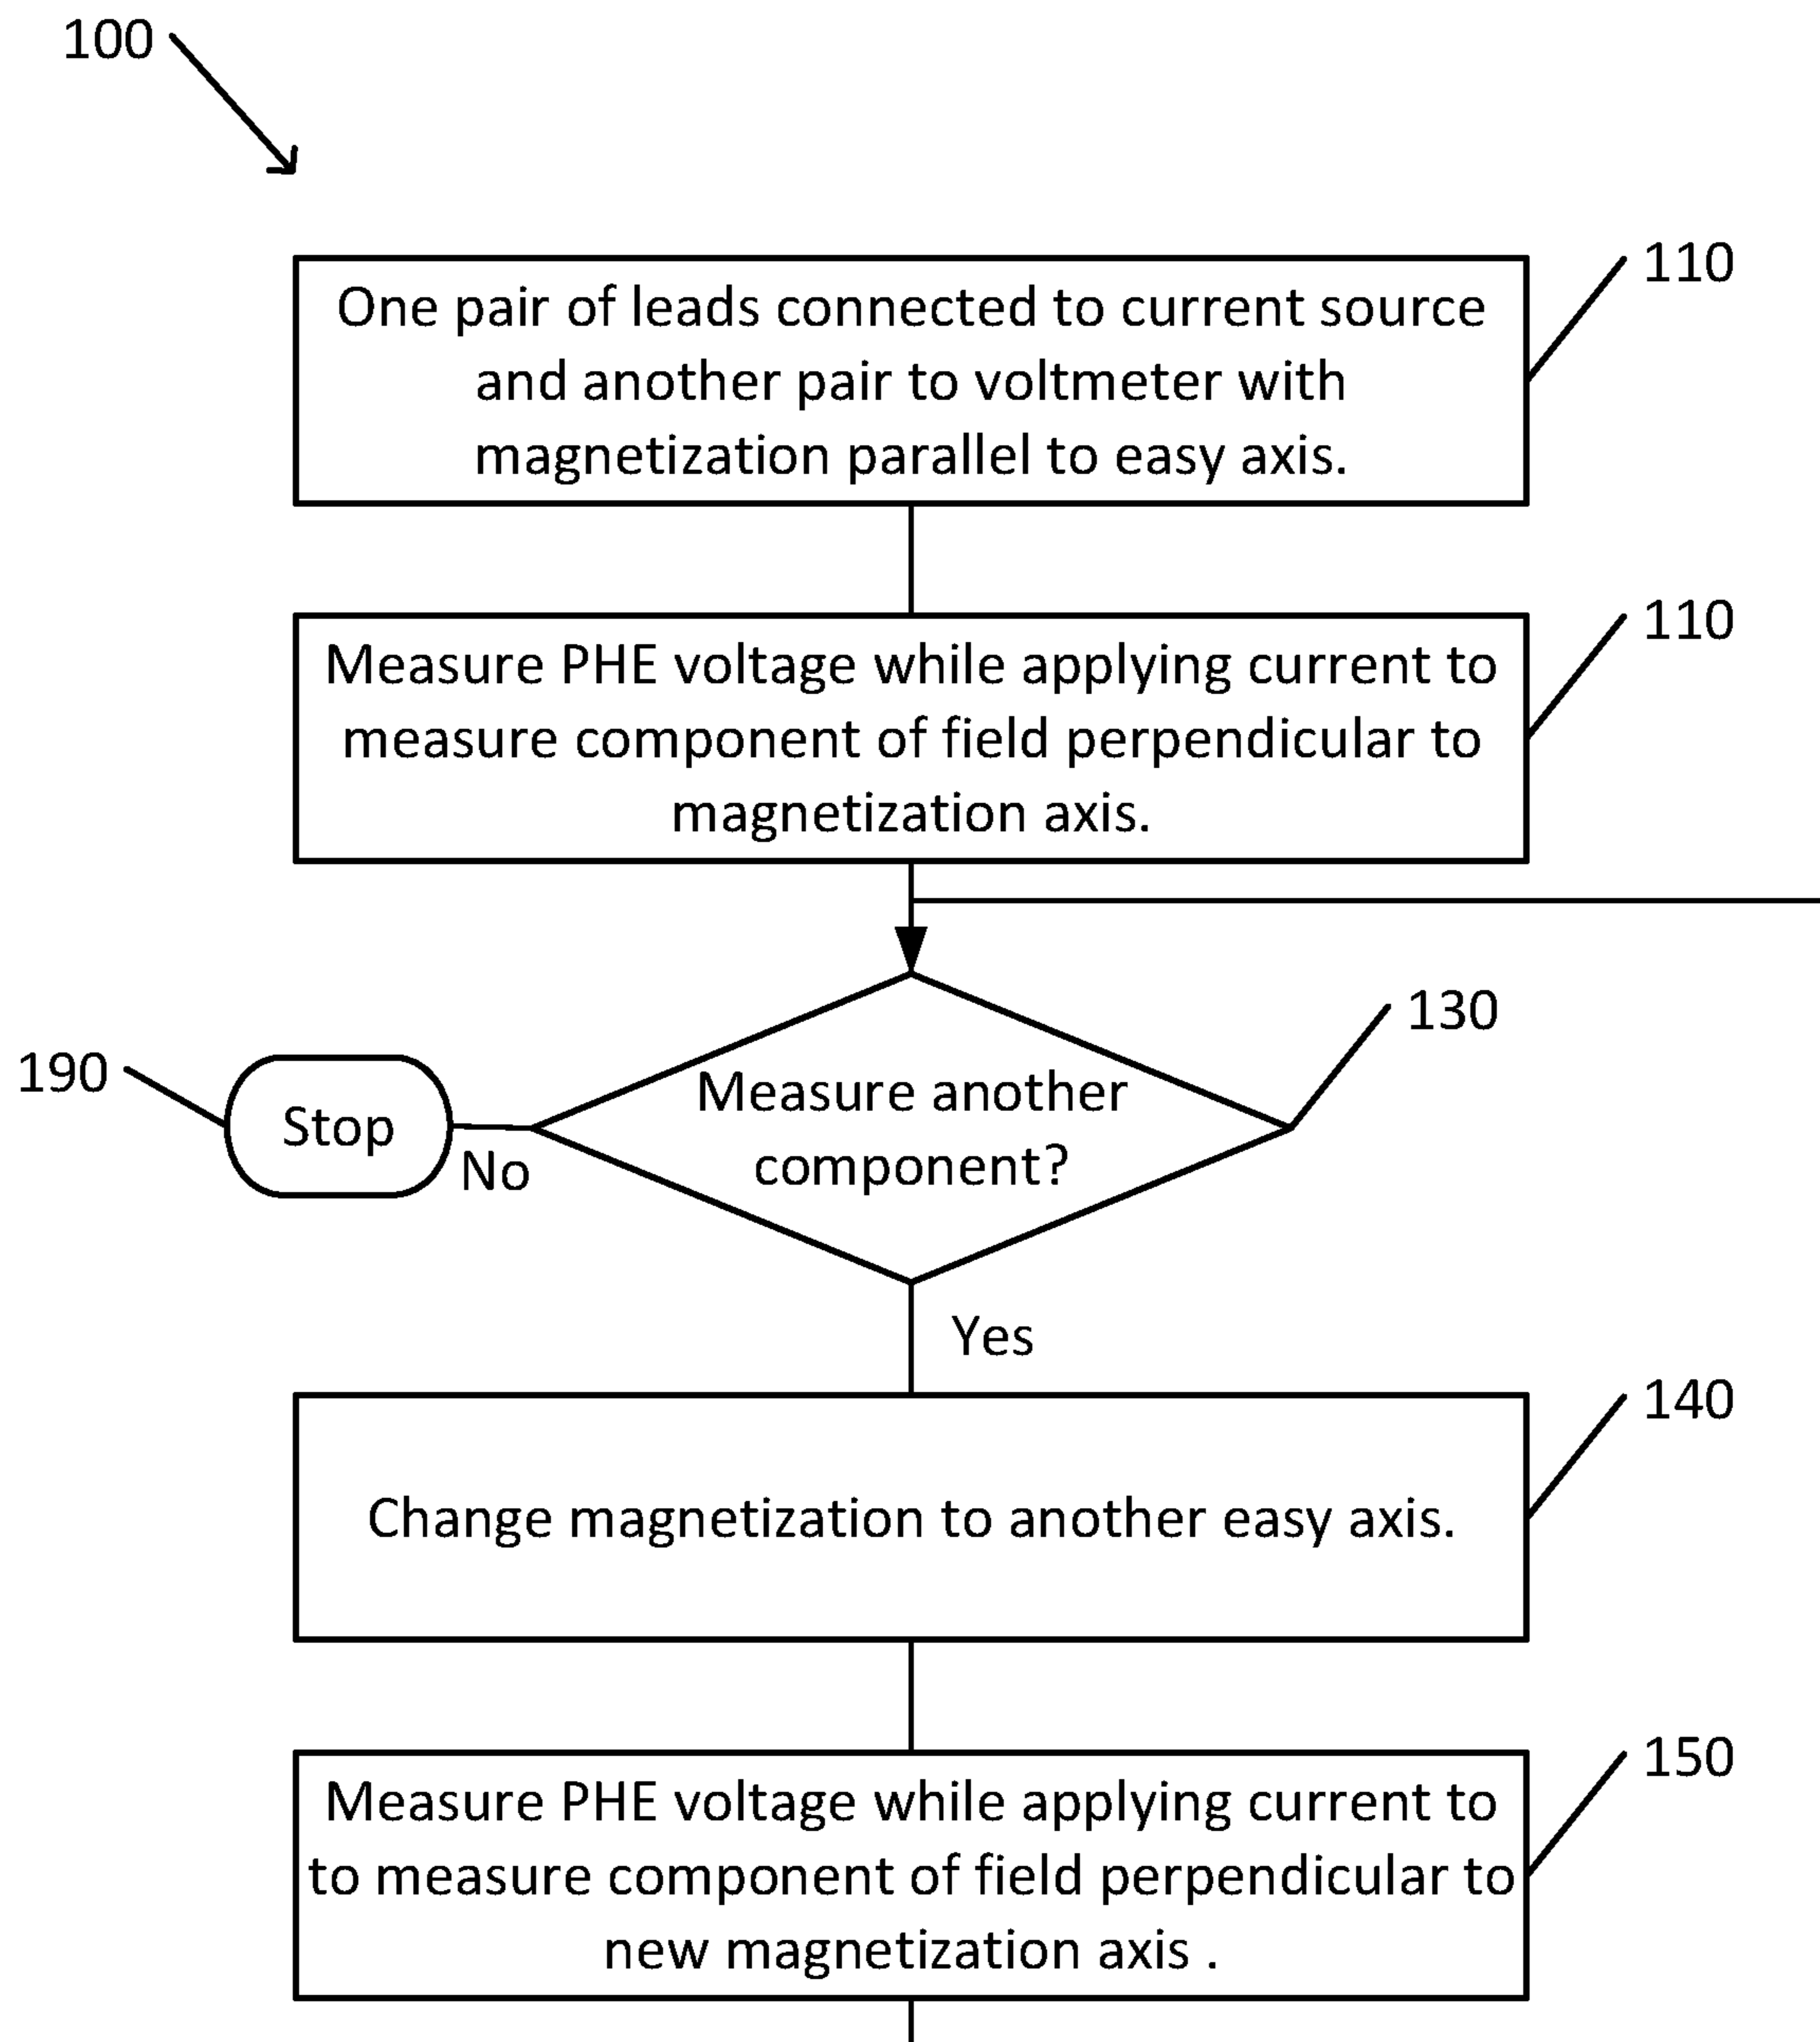 100
110
One pair of leads connected to current source
and another pair to voltmeter with
magnetization parallel to easy axis.
110
Measure PHE voltage while applying current to
measure component of field perpendicular to
magnetization axis.
130
190
Measure another
component?
Stop
No
Yes
140
Change magnetization to another easy axis.
150
Measure PHE voltage while applying current to
to measure component of field perpendicular to
new magnetization axis .